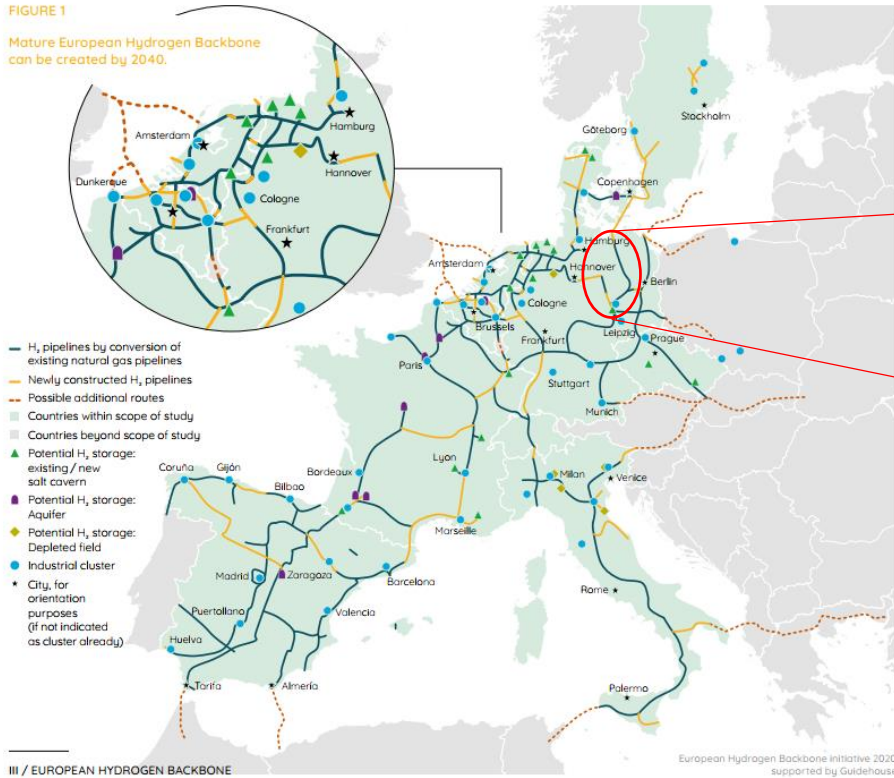 FIGURE 1
Mature European Hydrogen Backbone
can be created by 2040.
Amsterdam
Hamburg
Hannover
Dunkerque
Cologne
Frankfurt
Stockholm
Göteborg
Copenhagen
Hamburg
Amsterdam
Hannover
Berlin
Cologne
Brussels
Leipzig
Frankfurt
Prague
Paris
Stuttgart
Munich
H₂ pipelines by conversion of
existing natural gas pipelines
Newly constructed H₂ pipelines
Possible additional routes
Countries within scope of study
Countries beyond scope of study
Potential H₂ storage:
existing / new
salt cavern
Potential H₂ storage:
Aquifer
Potential H₂ storage:
Depleted field
Industrial cluster
City, for
orientation
purposes
(if not indicated
as cluster already)
Coruña
Gijón
Bilbao
Bordeaux
Lyon
Milan
Venice
Marseille
Madrid
Zaragoza
Barcelona
Puertollano
Valencia
Rome
Huelva
Tarifa
Almería
Palermo
III / EUROPEAN HYDROGEN BACKBONE
European Hydrogen Backbone initiative 2020
supported by Guidehouse